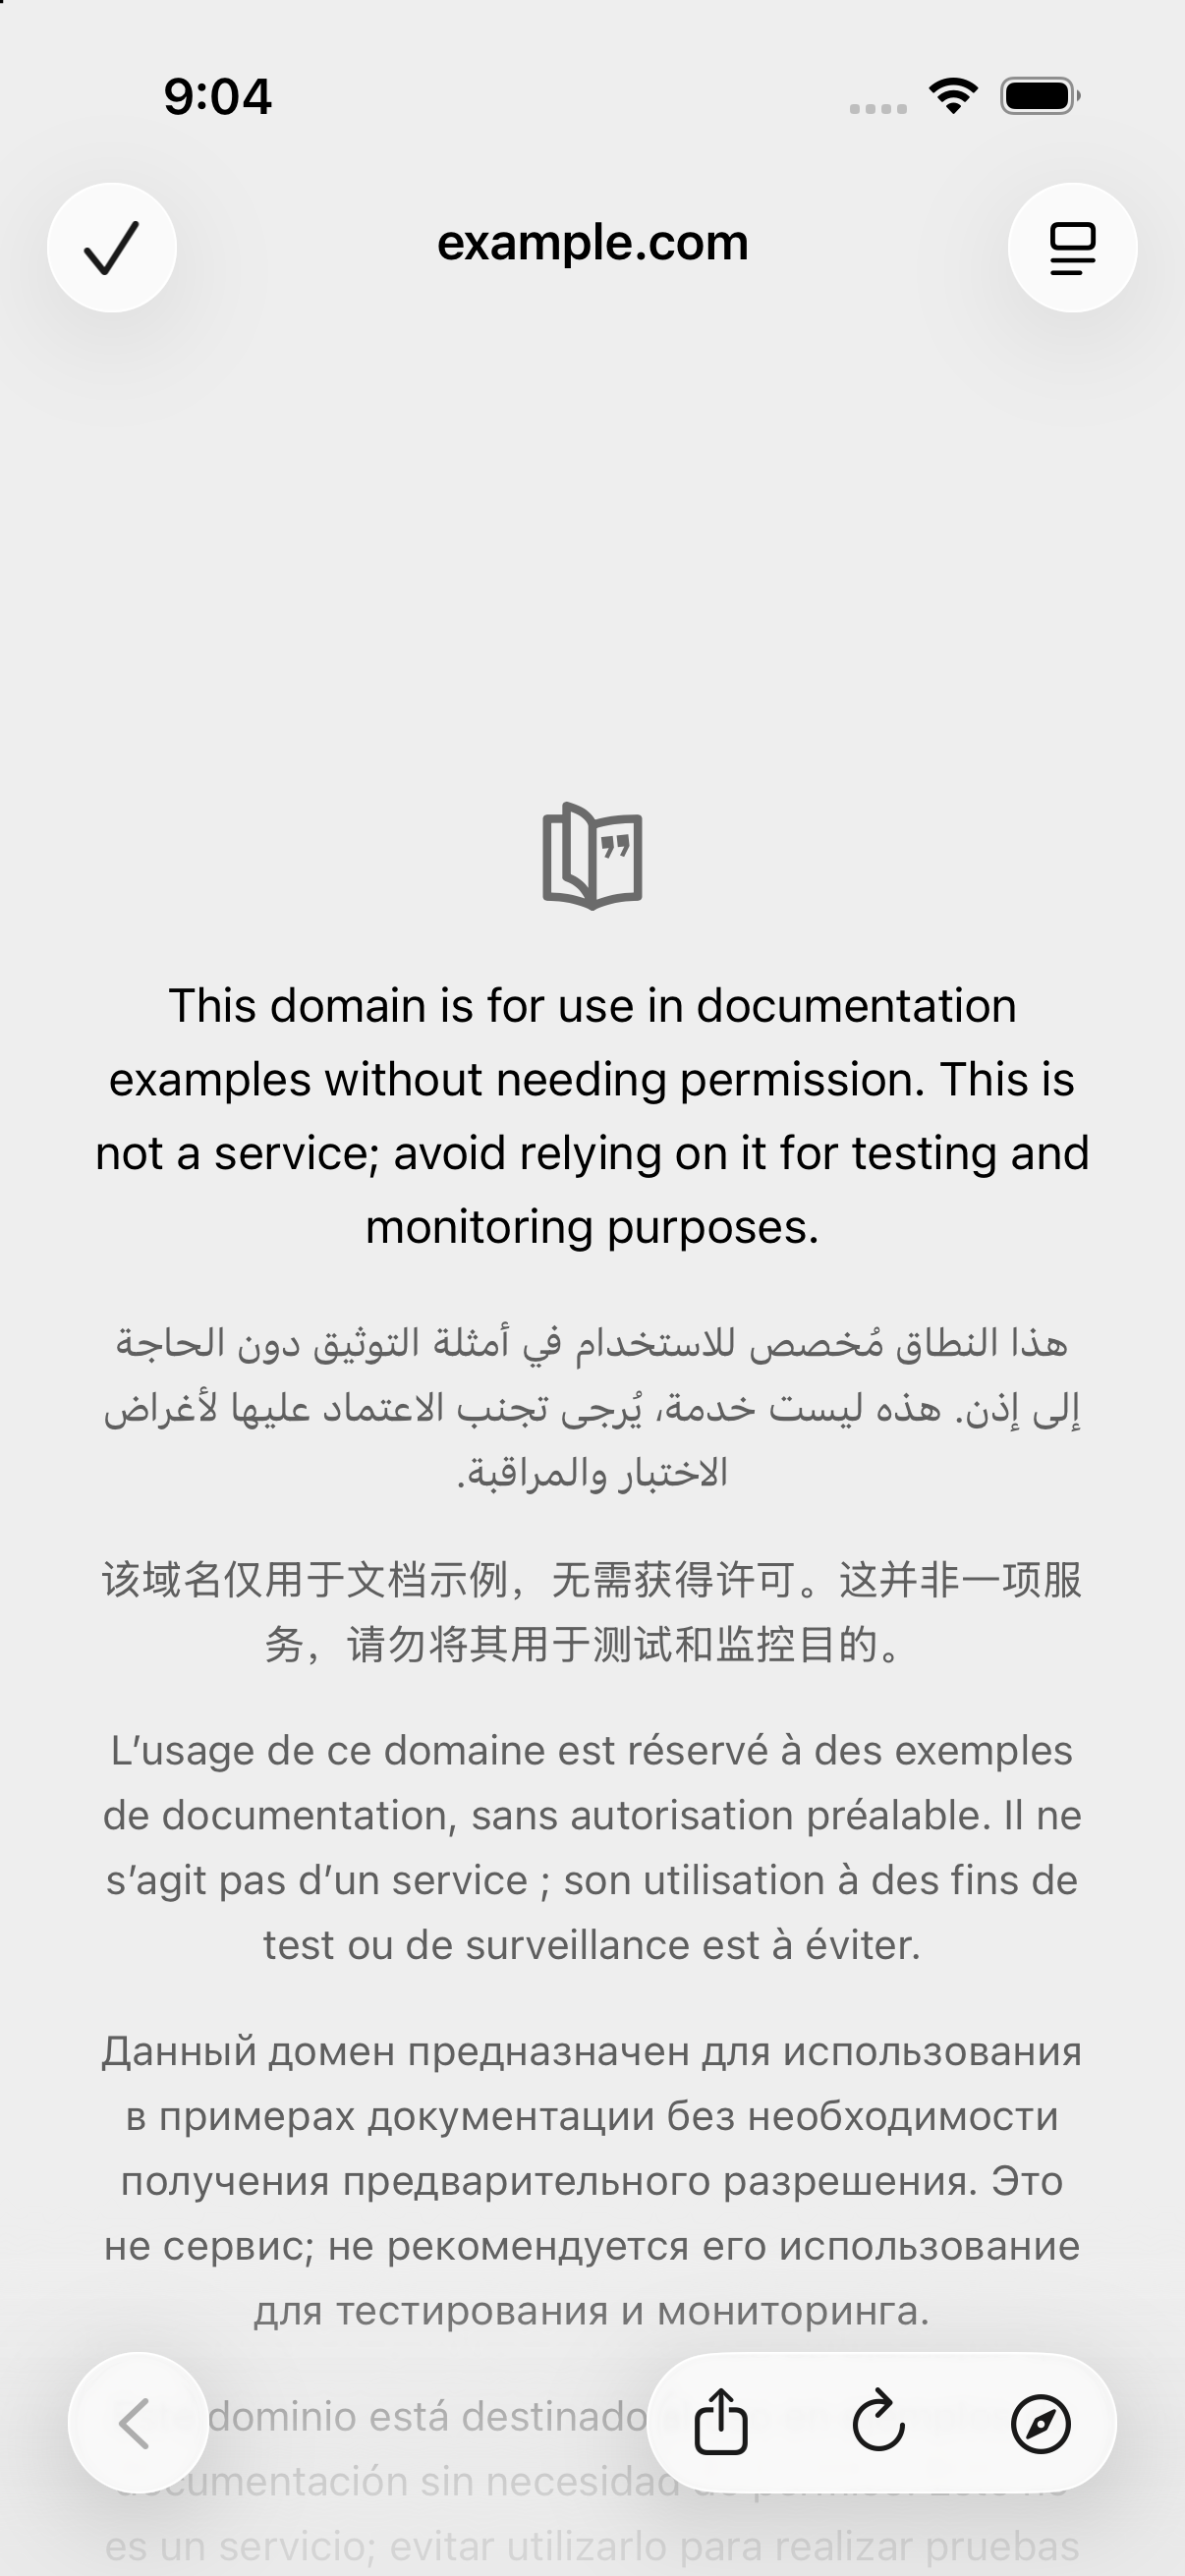 9:04
example.com
This domain is for use in documentation
examples without needing permission. This is
not a service; avoid relying on it for testing and
monitoring purposes.
هذا النطاق مُخصص للاستخدام في أمثلة التوثيق دون الحاجة
إلى إذن. هذه ليست خدمة، يُرجى تجنب الاعتماد عليها لأغراض
الاختبار والمراقبة.
该域名仅用于文档示例，无需获得许可。这并非一项服
务，请勿将其用于测试和监控目的。
L’usage de ce domaine est réservé à des exemples
de documentation, sans autorisation préalable. Il ne
s’agit pas d’un service ; son utilisation à des fins de
test ou de surveillance est à éviter.
Данный домен предназначен для использования
в примерах документации без необходимости
получения предварительного разрешения. Это
не сервис; не рекомендуется его использование
для тестирования и мониторинга.
dominio está destinado
documentación sin necesidad
es un servicio; evitar utilizarlo para realizar pruebas